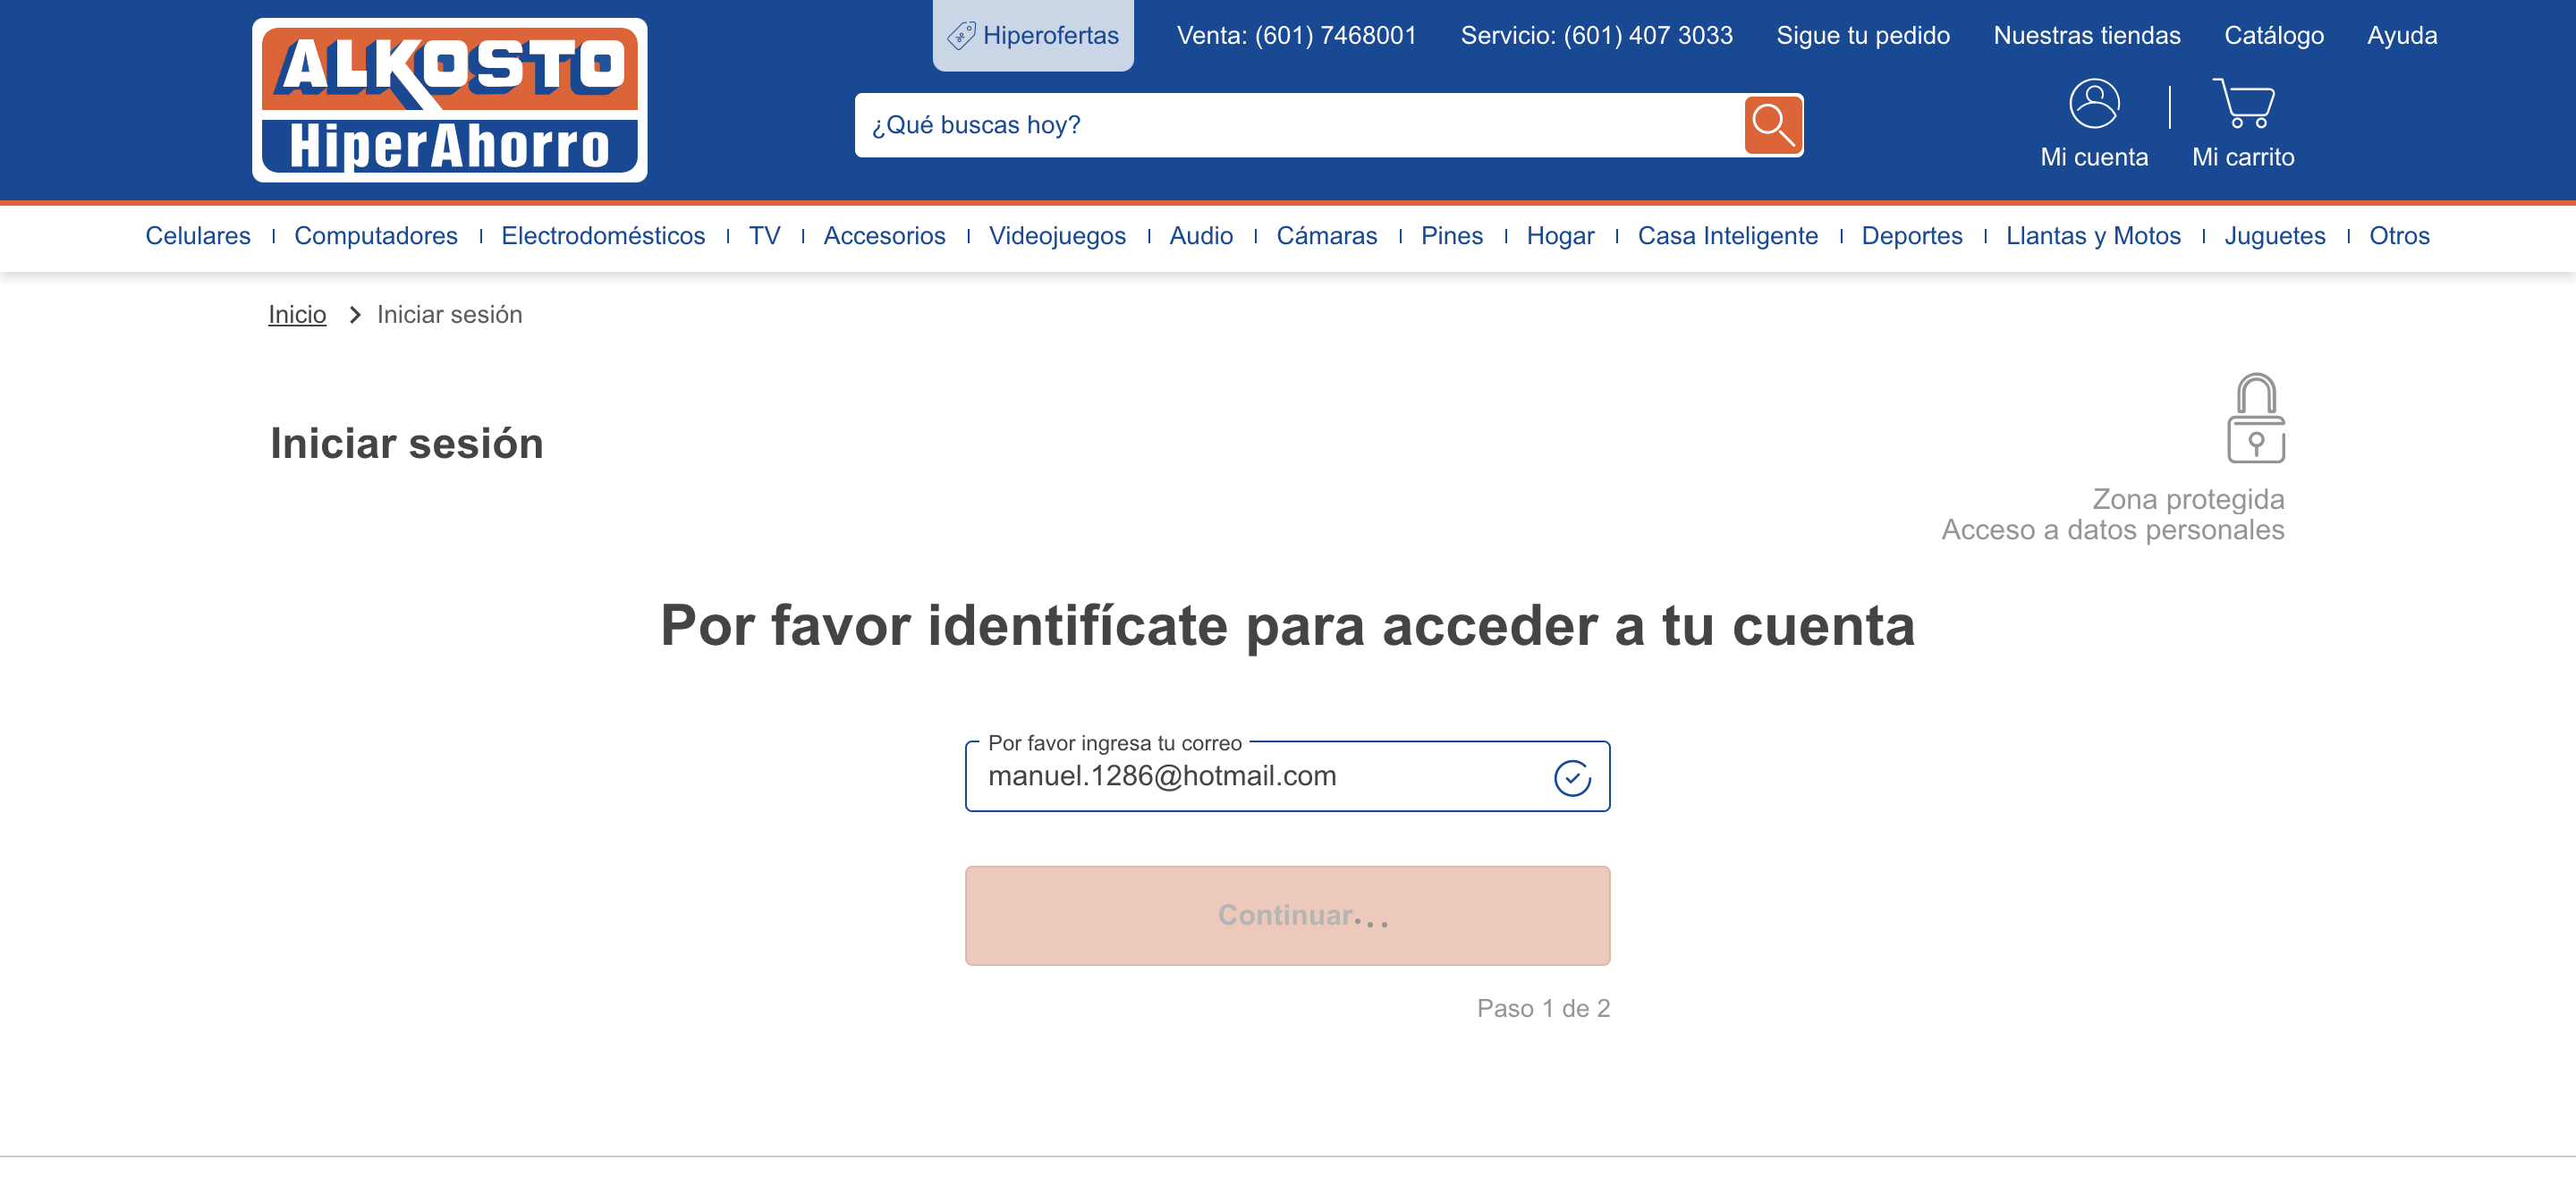 ALKOSTO
HiperAhorro
Hiperofertas
Venta: (601) 7468001
Servicio: (601) 407 3033
Sigue tu pedido
Nuestras tiendas
Catálogo
Ayuda
¿Qué buscas hoy?
Mi cuenta
Mi carrito
Celulares
Computadores
Electrodomésticos
TV
Accesorios
Videojuegos
Audio
Cámaras
Pines
Hogar
Casa Inteligente
Deportes
Llantas y Motos
Juguetes
Otros
Inicio
Iniciar sesión
Iniciar sesión
Zona protegida
Acceso a datos personales
Por favor identifícate para acceder a tu cuenta
Por favor ingresa tu correo
manuel.1286@hotmail.com
Continuar...
Paso 1 de 2